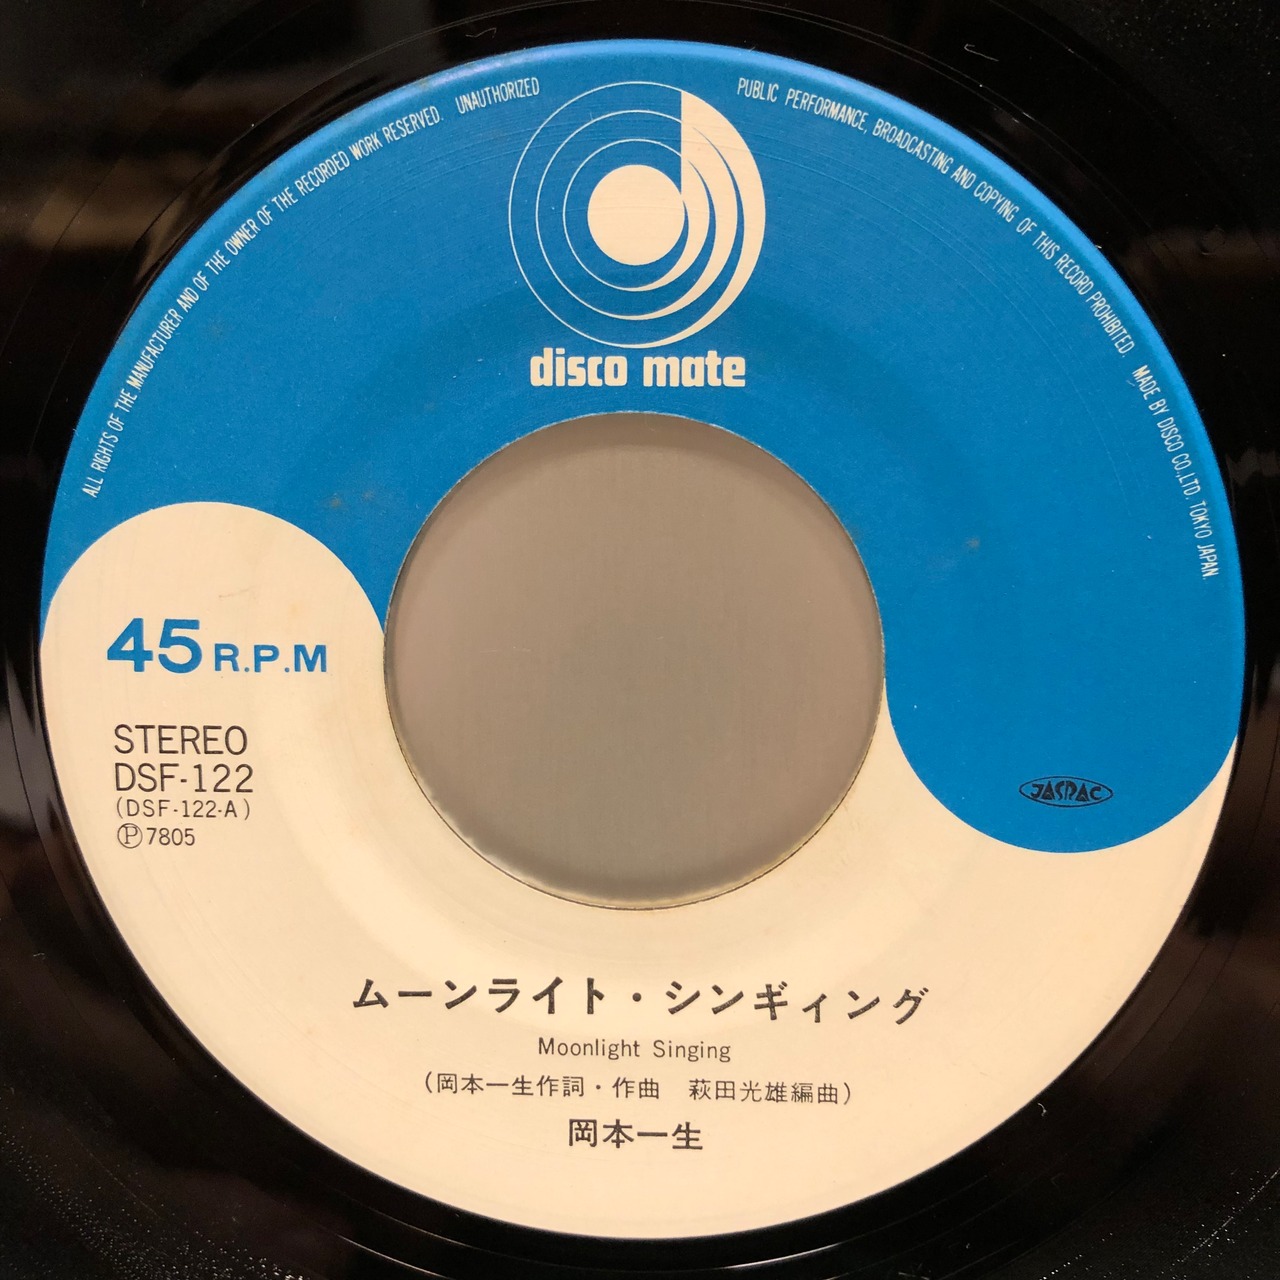 ALL RIGHTS OF THE MANUFACTURER AND OF THE OWNER OF THE RECORDED WORK RESERVED. UNAUTHORIZED PUBLIC PERFORMANCE, BROADCASTING AND COPYING OF THIS RECORD PROHIBITED. MADE BY DISCO CO.,LTD. TOKYO JAPAN.
disco mate
45 R.P.M
STEREO
DSF-122
(DSF-122-A)
Ⓟ7805
JASRAC
ムーンライト・シンギィング
Moonlight Singing
(岡本一生作詞・作曲 萩田光雄編曲)
岡本一生